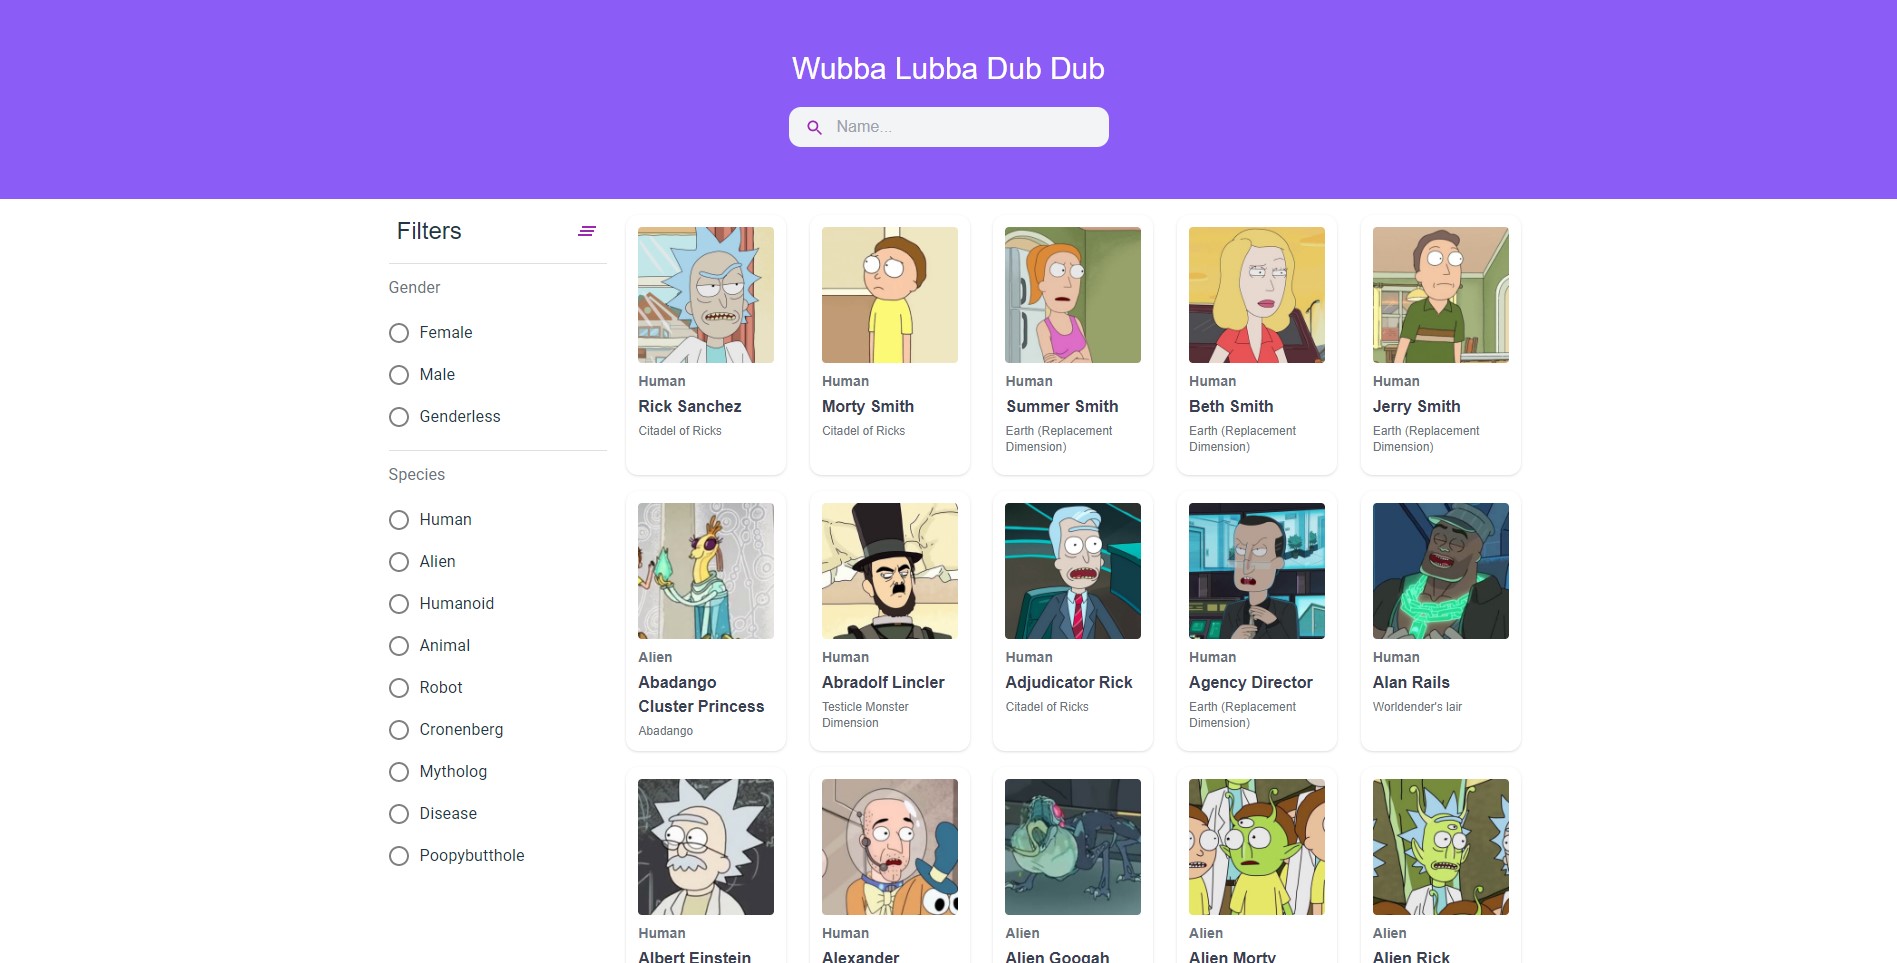 Wubba Lubba Dub Dub
Name...
Filters
Gender
Female
Male
Genderless
Species
Human
Alien
Humanoid
Animal
Robot
Cronenberg
Mytholog
Disease
Poopybutthole
Human
Rick Sanchez
Citadel of Ricks
Human
Morty Smith
Citadel of Ricks
Human
Summer Smith
Earth (Replacement
Dimension)
Human
Beth Smith
Earth (Replacement
Dimension)
Human
Jerry Smith
Earth (Replacement
Dimension)
Alien
Abadango
Cluster Princess
Abadango
Human
Abradolf Lincler
Testicle Monster
Dimension
Human
Adjudicator Rick
Citadel of Ricks
Human
Agency Director
Earth (Replacement
Dimension)
Human
Alan Rails
Worldender's lair
Human
Albert Einstein
Human
Alexander
Alien
Alien Googah
Alien
Alien Morty
Alien
Alien Rick